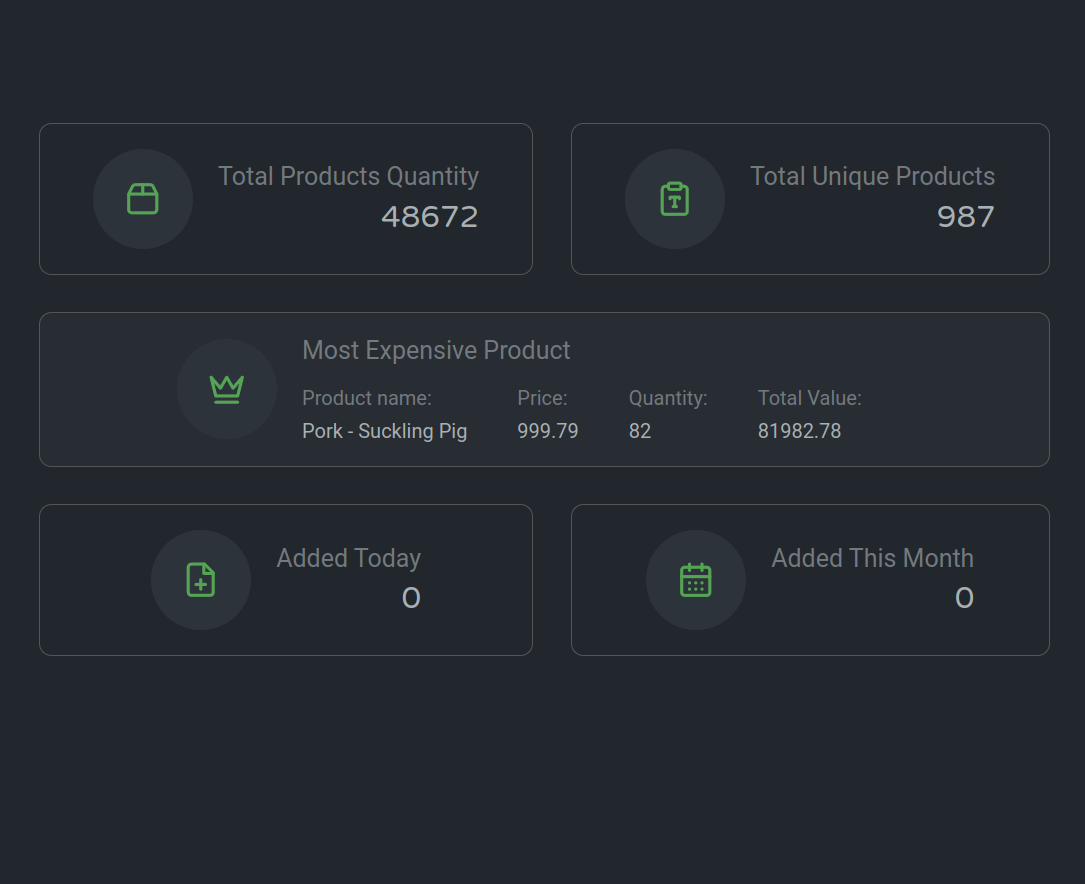 Total Products Quantity
48672
Total Unique Products
987
Most Expensive Product
Product name: Price: Quantity: Total Value:
Pork - Suckling Pig 999.79 82 81982.78
Added Today
0
Added This Month
0